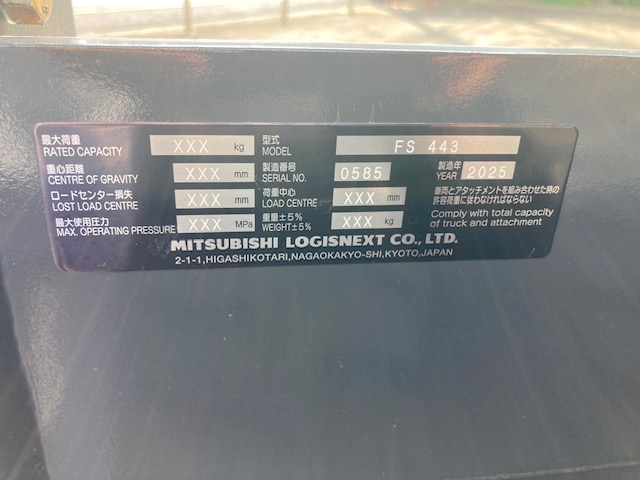 最大荷重 RATED CAPACITY XXX kg 型式 MODEL FS 443
重心距離 CENTRE OF GRAVITY XXX mm 製造番号 SERIAL NO. 0585 製造年 YEAR 2025
ロードセンター損失 LOST LOAD CENTRE XXX mm 荷重中心 LOAD CENTRE XXX mm
最大使用圧力 MAX. OPERATING PRESSURE XXX MPa 重量±5% WEIGHT±5% XXX kg
車両とアタッチメントを組み合わせた時の
許容荷重に従わなければならない
Comply with total capacity
of truck and attachment
MITSUBISHI LOGISNEXT CO., LTD.
2-1-1,HIGASHIKOTARI,NAGAOKAKYO-SHI,KYOTO,JAPAN